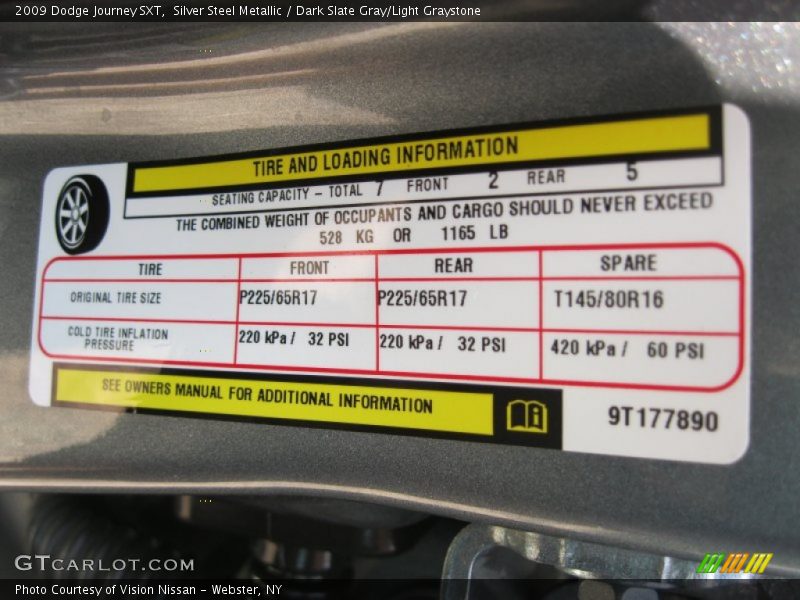 2009 Dodge Journey SXT, Silver Steel Metallic / Dark Slate Gray/Light Graystone
TIRE AND LOADING INFORMATION
SEATING CAPACITY - TOTAL 7 FRONT 2 REAR 5
THE COMBINED WEIGHT OF OCCUPANTS AND CARGO SHOULD NEVER EXCEED
528 KG OR 1165 LB
TIRE FRONT REAR SPARE
ORIGINAL TIRE SIZE P225/65R17 P225/65R17 T145/80R16
COLD TIRE INFLATION
PRESSURE 220 kPa / 32 PSI 220 kPa / 32 PSI 420 kPa / 60 PSI
SEE OWNERS MANUAL FOR ADDITIONAL INFORMATION
9T177890
GTCARLOT.COM
Photo Courtesy of Vision Nissan - Webster, NY